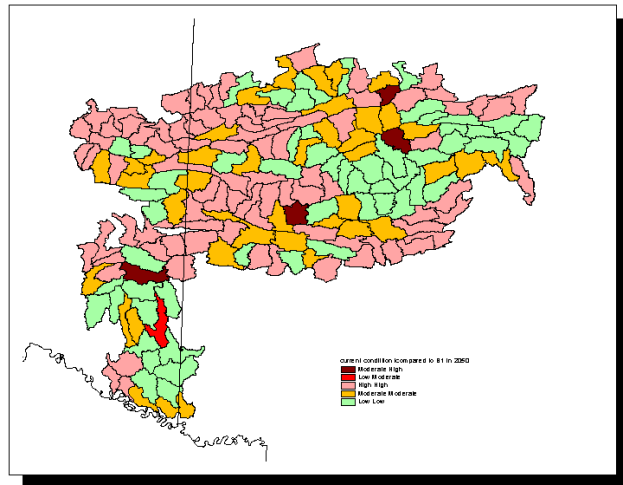 current condition (compared to B1 in 2050
Moderate High
Low Moderate
High High
Moderate Moderate
Low Low